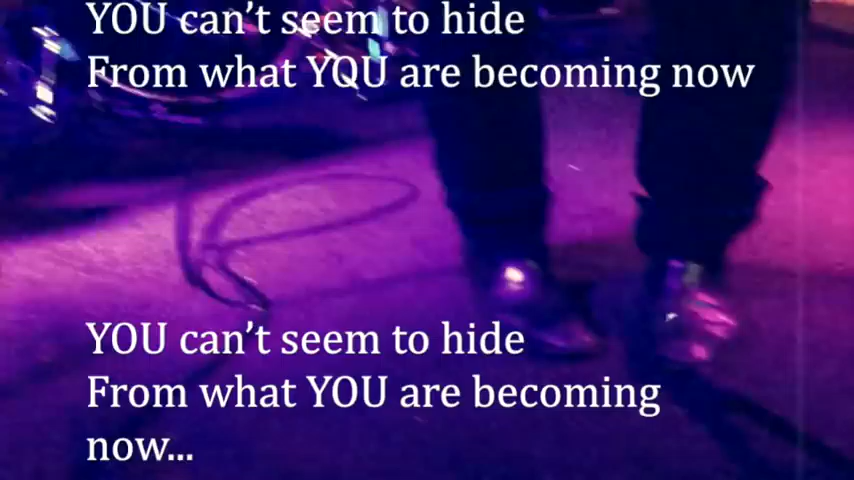 YOU can't seem to hide
From what YOU are becoming now
YOU can't seem to hide
From what YOU are becoming
now...